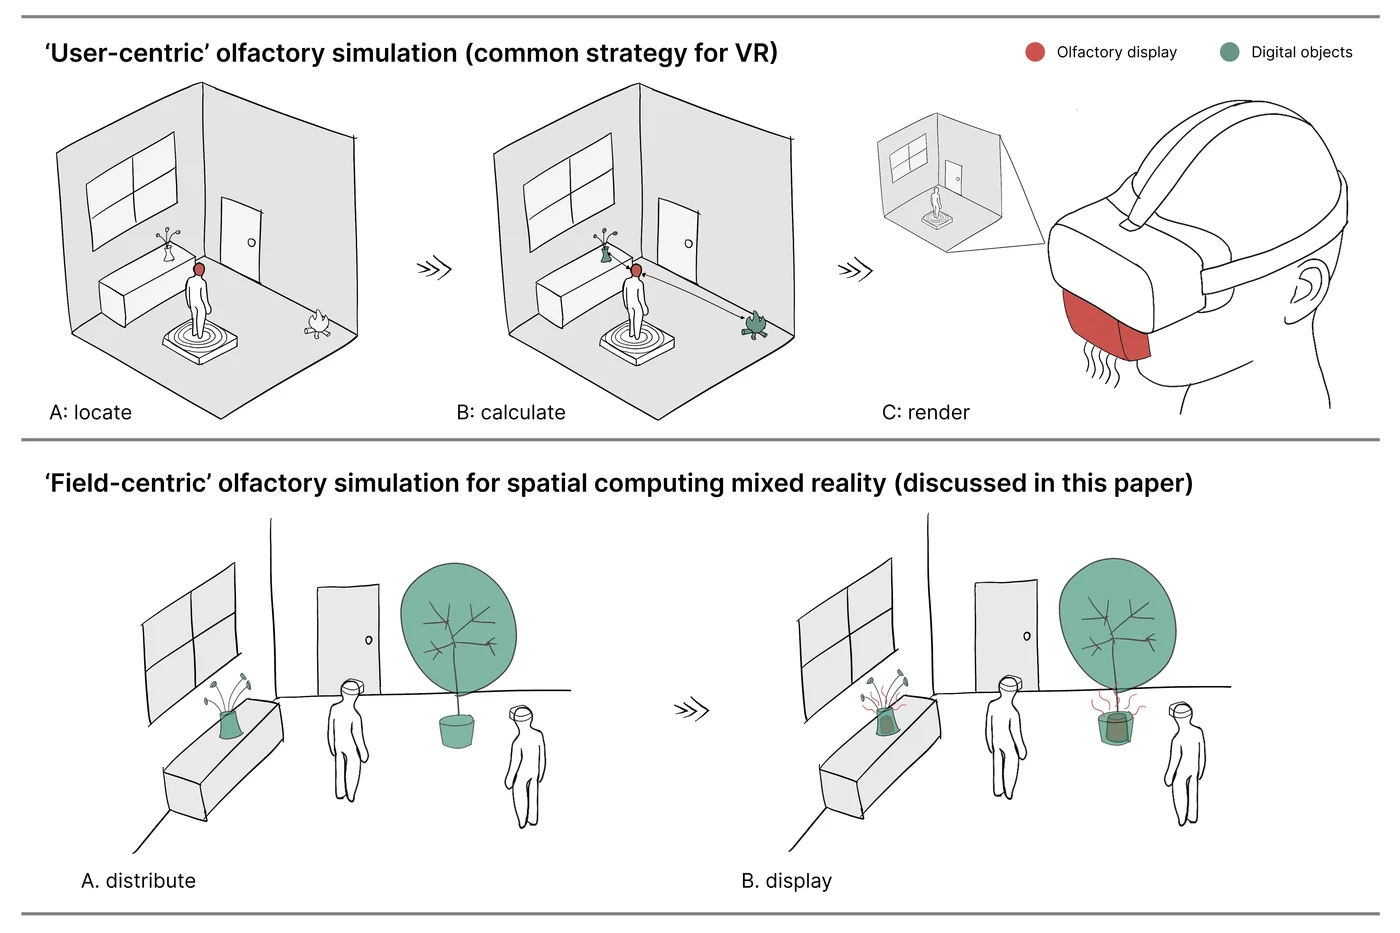 ‘User-centric’ olfactory simulation (common strategy for VR)
Olfactory display
Digital objects
A: locate
B: calculate
C: render
‘Field-centric’ olfactory simulation for spatial computing mixed reality (discussed in this paper)
A. distribute
B. display